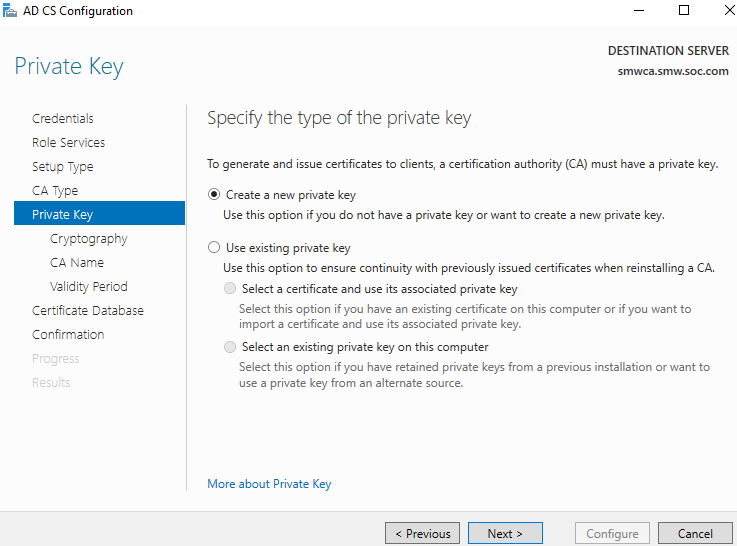 AD CS Configuration
Private Key
DESTINATION SERVER
smwca.smw.soc.com
Credentials
Role Services
Setup Type
CA Type
Private Key
Cryptography
CA Name
Validity Period
Certificate Database
Confirmation
Progress
Results
Specify the type of the private key
To generate and issue certificates to clients, a certification authority (CA) must have a private key.
Create a new private key
Use this option if you do not have a private key or want to create a new private key.
Use existing private key
Use this option to ensure continuity with previously issued certificates when reinstalling a CA.
Select a certificate and use its associated private key
Select this option if you have an existing certificate on this computer or if you want to
import a certificate and use its associated private key.
Select an existing private key on this computer
Select this option if you have retained private keys from a previous installation or want to
use a private key from an alternate source.
More about Private Key
< Previous
Next >
Configure
Cancel